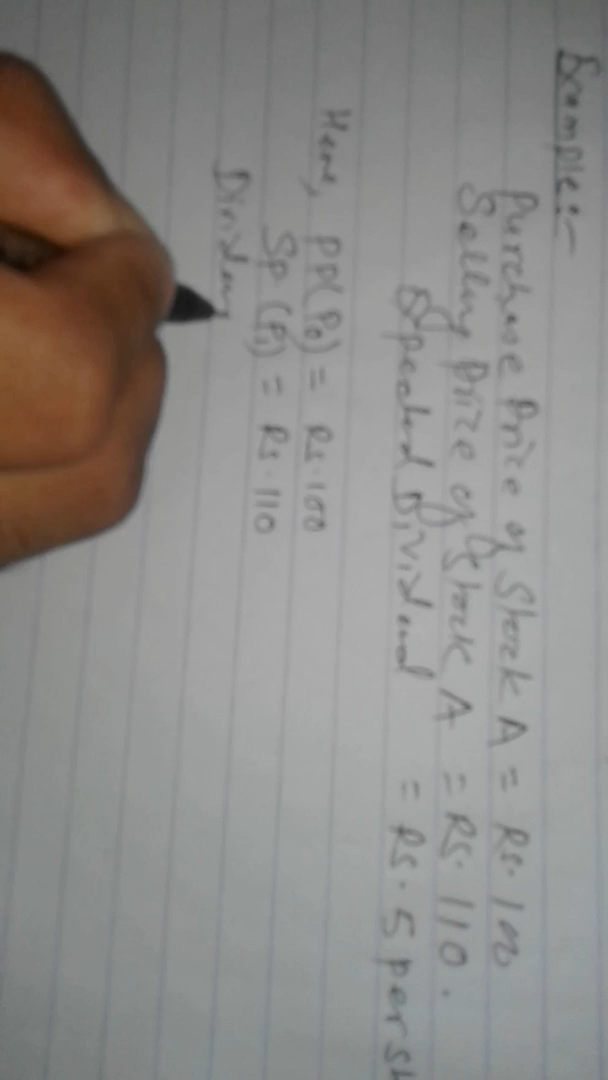 Example:-
Purchase Price of Stock A = Rs. 100
Selling Price of Stock A = Rs. 110.
Expected Dividend = Rs. 5 per sh
Here, PP(P0) = Rs. 100
SP (P1) = Rs. 110
Dividen